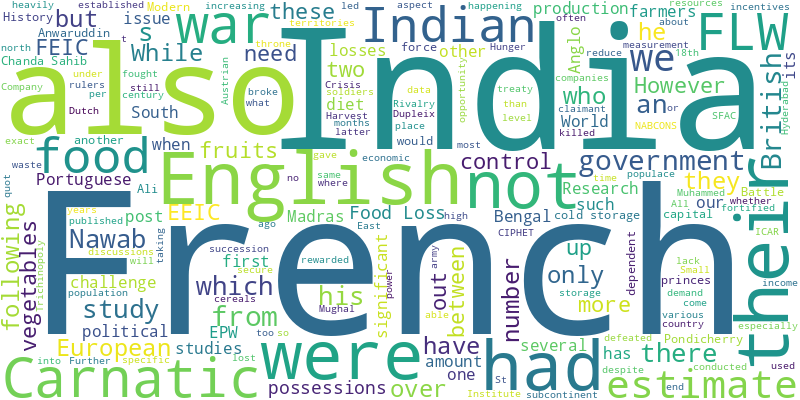 heavily established increasing
territories led aspect happening resources incentives
History Modern
but war Indian production farmers FLW
issue these
Anwaruddin t s the
FEIC While need losses other Anglo we he its
Chanda Sahib two who
north rulers under fought throne Austrian force Hunger However British
Company per still broke soldiers Crisis diet
also India
century what South Rivalry Dupleix months data opportunity companies treaty than level World an or 18th claimant NABCONS SFAC Hyderabad
Dutch another when Harvest place latter would most killed
exact food fruits control government
waste Portuguese Ali no economic same where gave populace
following English not they
quot Nawab EEIC Madras Bengal Research such time Muhammed Battle
years published post Food Loss cold storage our All whether
vegetables discussions ago East high CIPHET up capital fortified ICAR
challenge which first succession rewarded army storage lack Small princes
population will Trichinopoly taking secure Mughal power significant between out number dependent only demand come income
French their
study from his able more various country especially
political cereals too so
European studies EPW have several has there Pondicherry
into Further specific lost were amount had defeated conducted used
Carnatic possessions over one Institute St subcontinent despite end estimate
reduce about often measurement